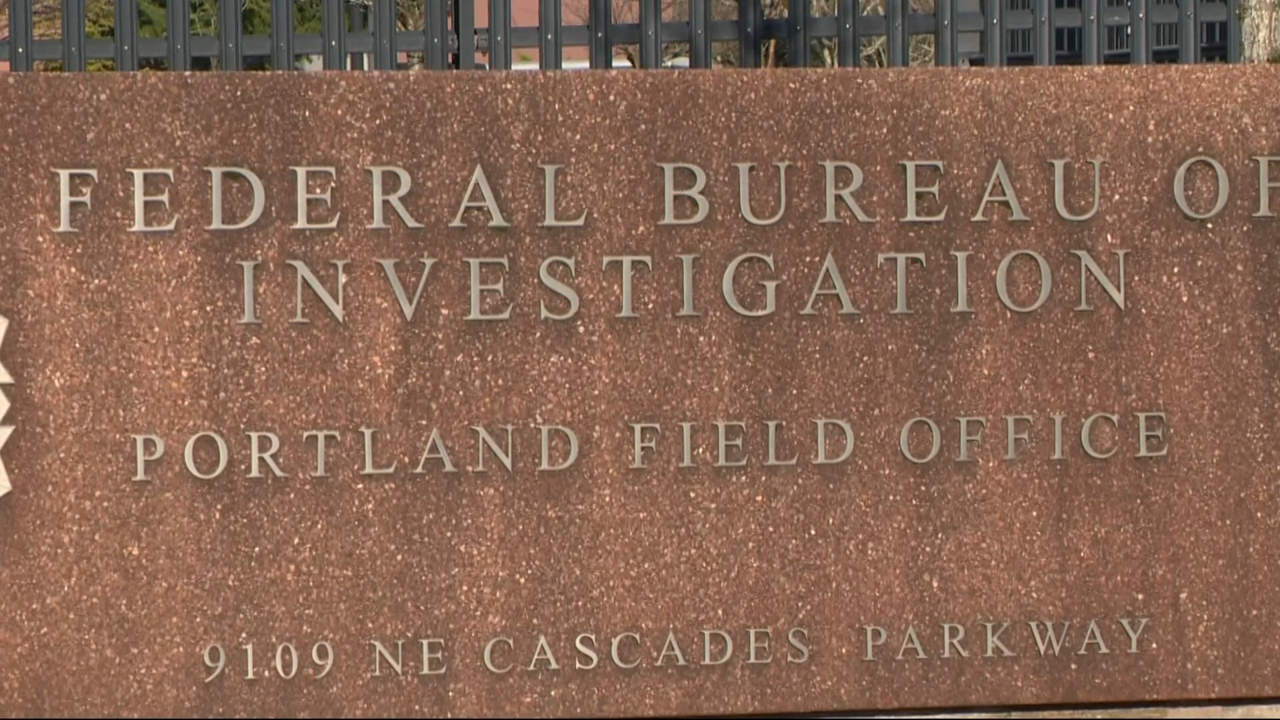 FEDERAL BUREAU OF
INVESTIGATION
PORTLAND FIELD OFFICE
9109 NE CASCADES PARKWAY